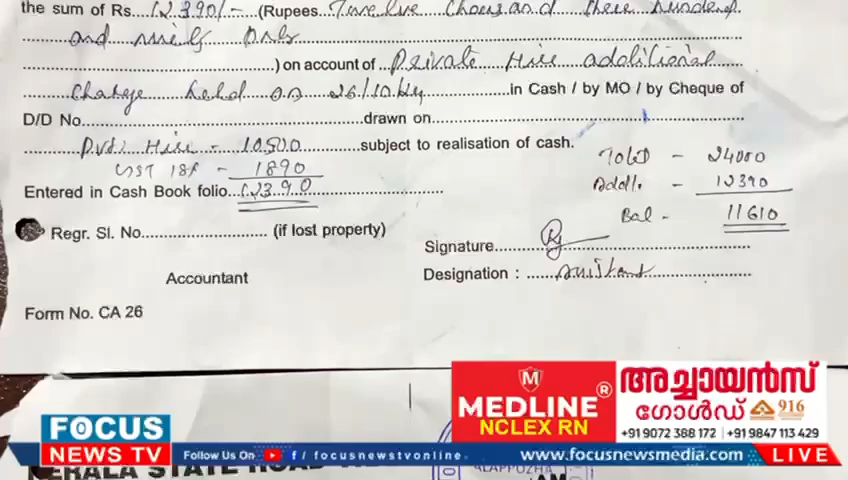 the sum of Rs. 12390/- (Rupees Twelve thousand three hundred
and ninety only
) on account of Private Hire additional
charge held on 26/10/24 in Cash / by MO / by Cheque of
D/D No. drawn on
Pvt: Hire - 10500 subject to realisation of cash.
GST 18% - 1890
Total - 24000
Addl. - 12390
Entered in Cash Book folio 12390
Bal - 11610
Regr. Sl. No. (if lost property)
Signature
Accountant
Designation : Assistant
Form No. CA 26
M
MEDLINE®
NCLEX RN
അച്ചായൻസ്
ഗോൾഡ് 916
+91 9072 388 172 | +91 9847 113 429
FOCUS
NEWS TV
Follow Us On f / focusnewstvonline.
www.focusnewsmedia.com
LIVE
KERALA STATE ROAD
ALAPPUZHA
AM